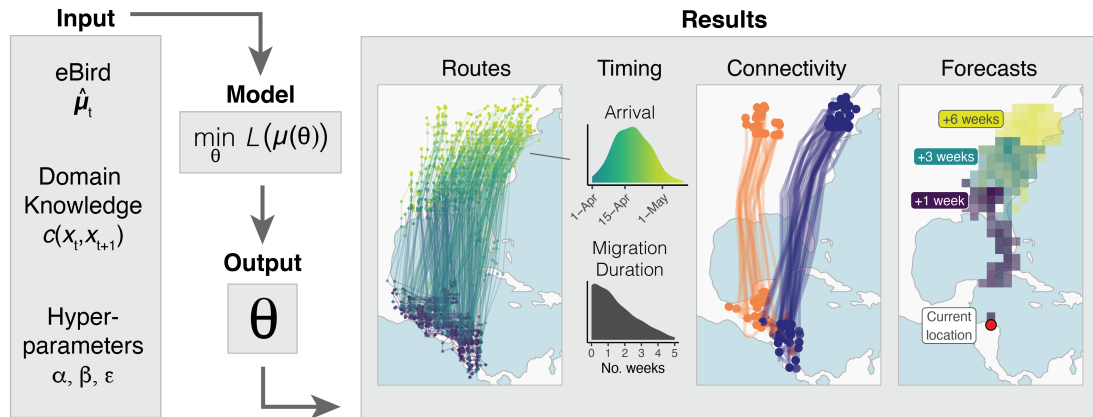 Input
eBird
μ̂t
Domain
Knowledge
c(xt,xt+1)
Hyper-
parameters
α, β, ε
Model
min L(μ(θ))
θ
Output
θ
Results
Routes
Timing
Arrival
1–Apr
15–Apr
1–May
Migration
Duration
0 1 2 3 4 5
No. weeks
Connectivity
Forecasts
+6 weeks
+3 weeks
+1 week
Current
location